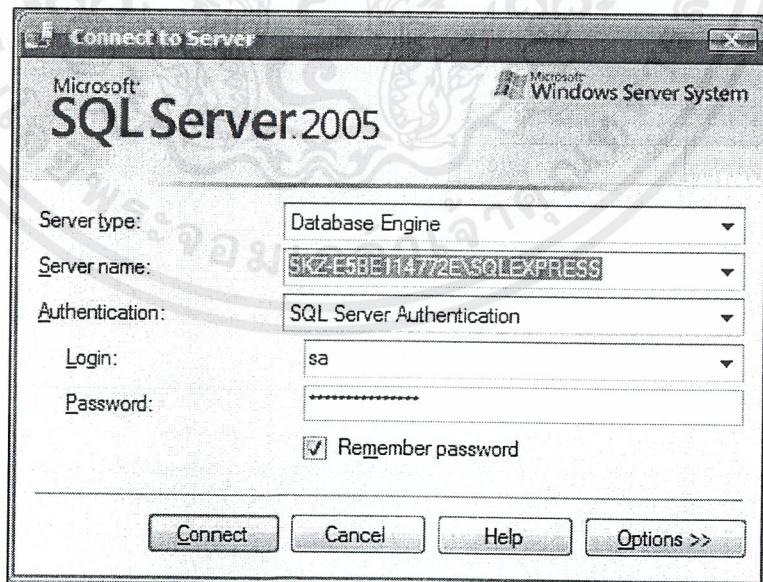 Connect to Server
Microsoft
SQL Server 2005
Microsoft
Windows Server System
Server type:
Database Engine
Server name:
SKZ-E5BE114772E\SQLEXPRESS
Authentication:
SQL Server Authentication
Login:
sa
Password:
***************
Remember password
Connect
Cancel
Help
Options >>